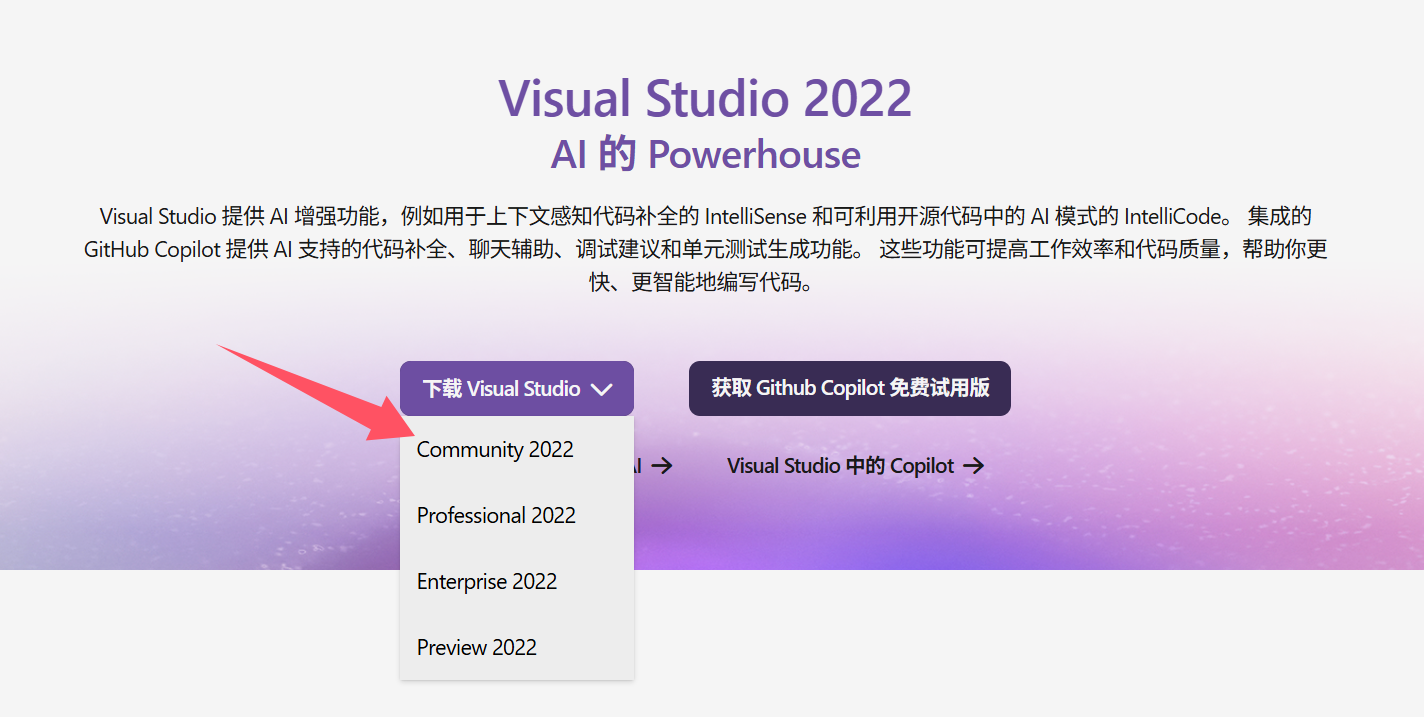 Visual Studio 2022
AI 的 Powerhouse
Visual Studio 提供 AI 增强功能，例如用于上下文感知代码补全的 IntelliSense 和可利用开源代码中的 AI 模式的 IntelliCode。 集成的
GitHub Copilot 提供 AI 支持的代码补全、聊天辅助、调试建议和单元测试生成功能。 这些功能可提高工作效率和代码质量，帮助你更
快、更智能地编写代码。
下载 Visual Studio
获取 Github Copilot 免费试用版
Community 2022
Visual Studio 中的 Copilot
Professional 2022
Enterprise 2022
Preview 2022